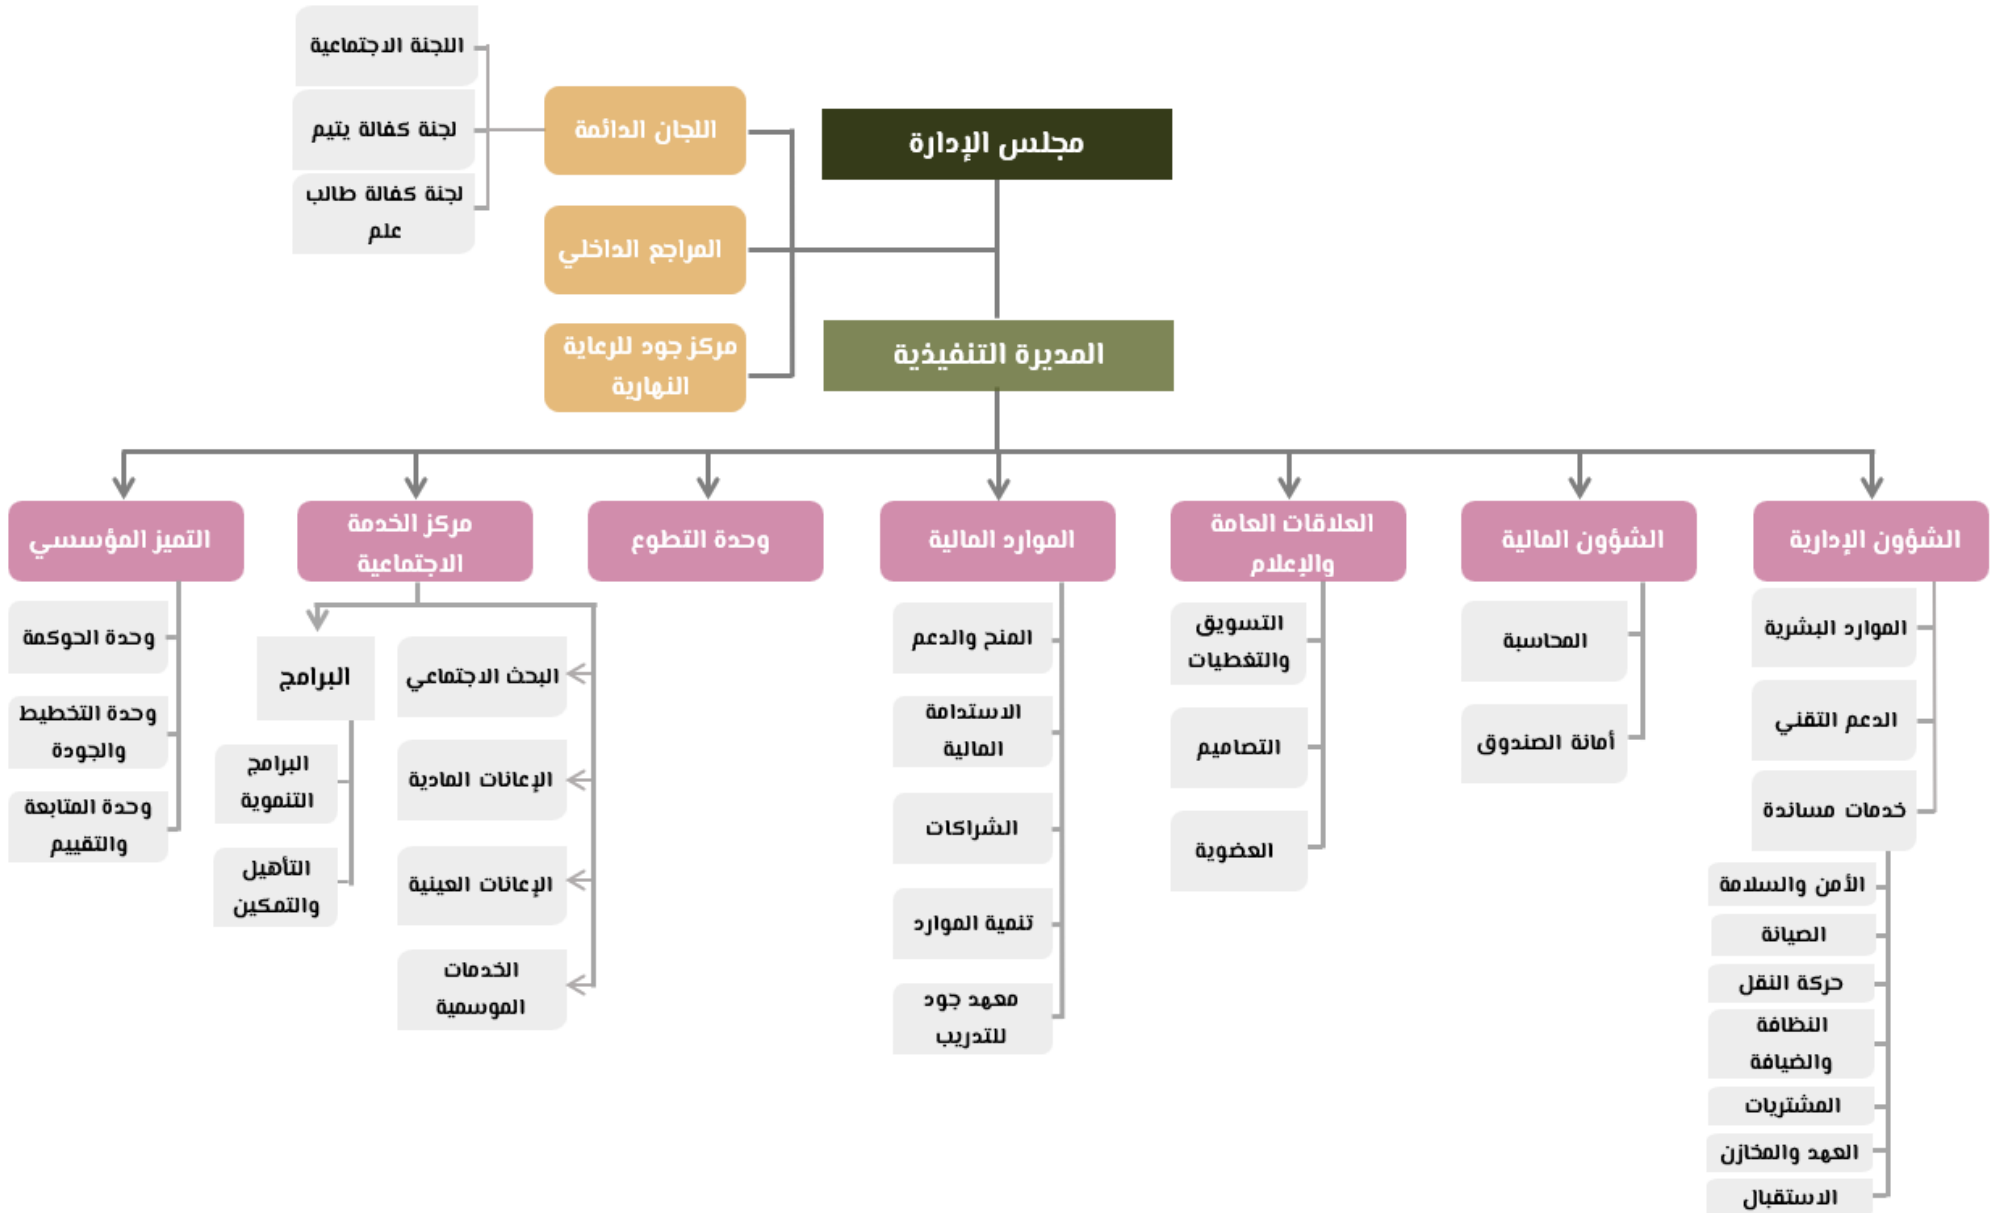 مجلس الإدارة
المديرة التنفيذية
اللجان الدائمة
المراجع الداخلي
مركز جود للرعاية
النهارية
اللجنة الاجتماعية
لجنة كفالة يتيم
لجنة كفالة طالب
علم
الشؤون الإدارية
الموارد البشرية
الدعم التقني
خدمات مساندة
الأمن والسلامة
الصيانة
حركة النقل
النظافة
والضيافة
المشتريات
العهد والمخازن
الاستقبال
الشؤون المالية
المحاسبة
أمانة الصندوق
العلاقات العامة
والإعلام
التسويق
والتغطيات
التصاميم
العضوية
الموارد المالية
المنح والدعم
الاستدامة
المالية
الشراكات
تنمية الموارد
معهد جود
للتدريب
وحدة التطوع
مركز الخدمة
الاجتماعية
البحث الاجتماعي
الإعانات المادية
الإعانات العينية
الخدمات
الموسمية
البرامج
البرامج
التنموية
التأهيل
والتمكين
التميز المؤسسي
وحدة الحوكمة
وحدة التخطيط
والجودة
وحدة المتابعة
والتقييم